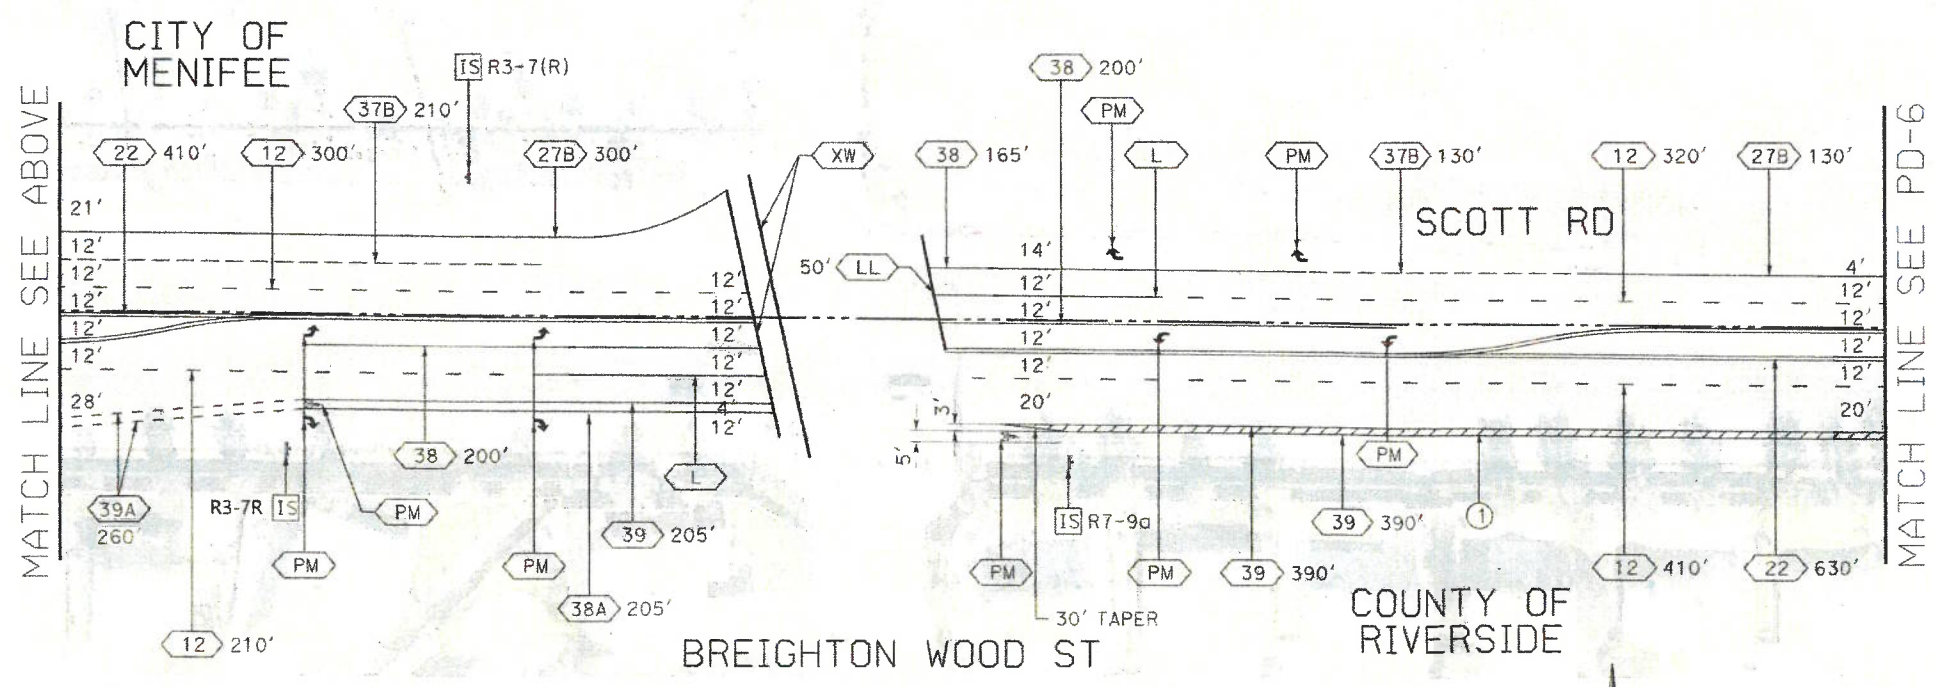 CITY OF
MENIFEE
IS R3-7(R)
38 200'
37B 210'
PM
22 410'
12 300'
27B 300'
XW
38 165'
L
PM
37B 130'
12 320'
27B 130'
MATCH LINE SEE ABOVE
21'
12'
12'
12'
12'
12'
28'
12'
12'
12'
12'
12'
4'
12'
SCOTT RD
50' LL
14'
12'
12'
12'
12'
20'
3'
5'
4'
12'
12'
12'
12'
20'
MATCH LINE SEE PD-6
39A
260'
R3-7R IS
PM
38 200'
L
39 205'
PM
PM
38A 205'
12 210'
IS R7-9a
PM
39 390'
1
PM
PM
39 390'
12 410'
22 630'
30' TAPER
BREIGHTON WOOD ST
COUNTY OF
RIVERSIDE